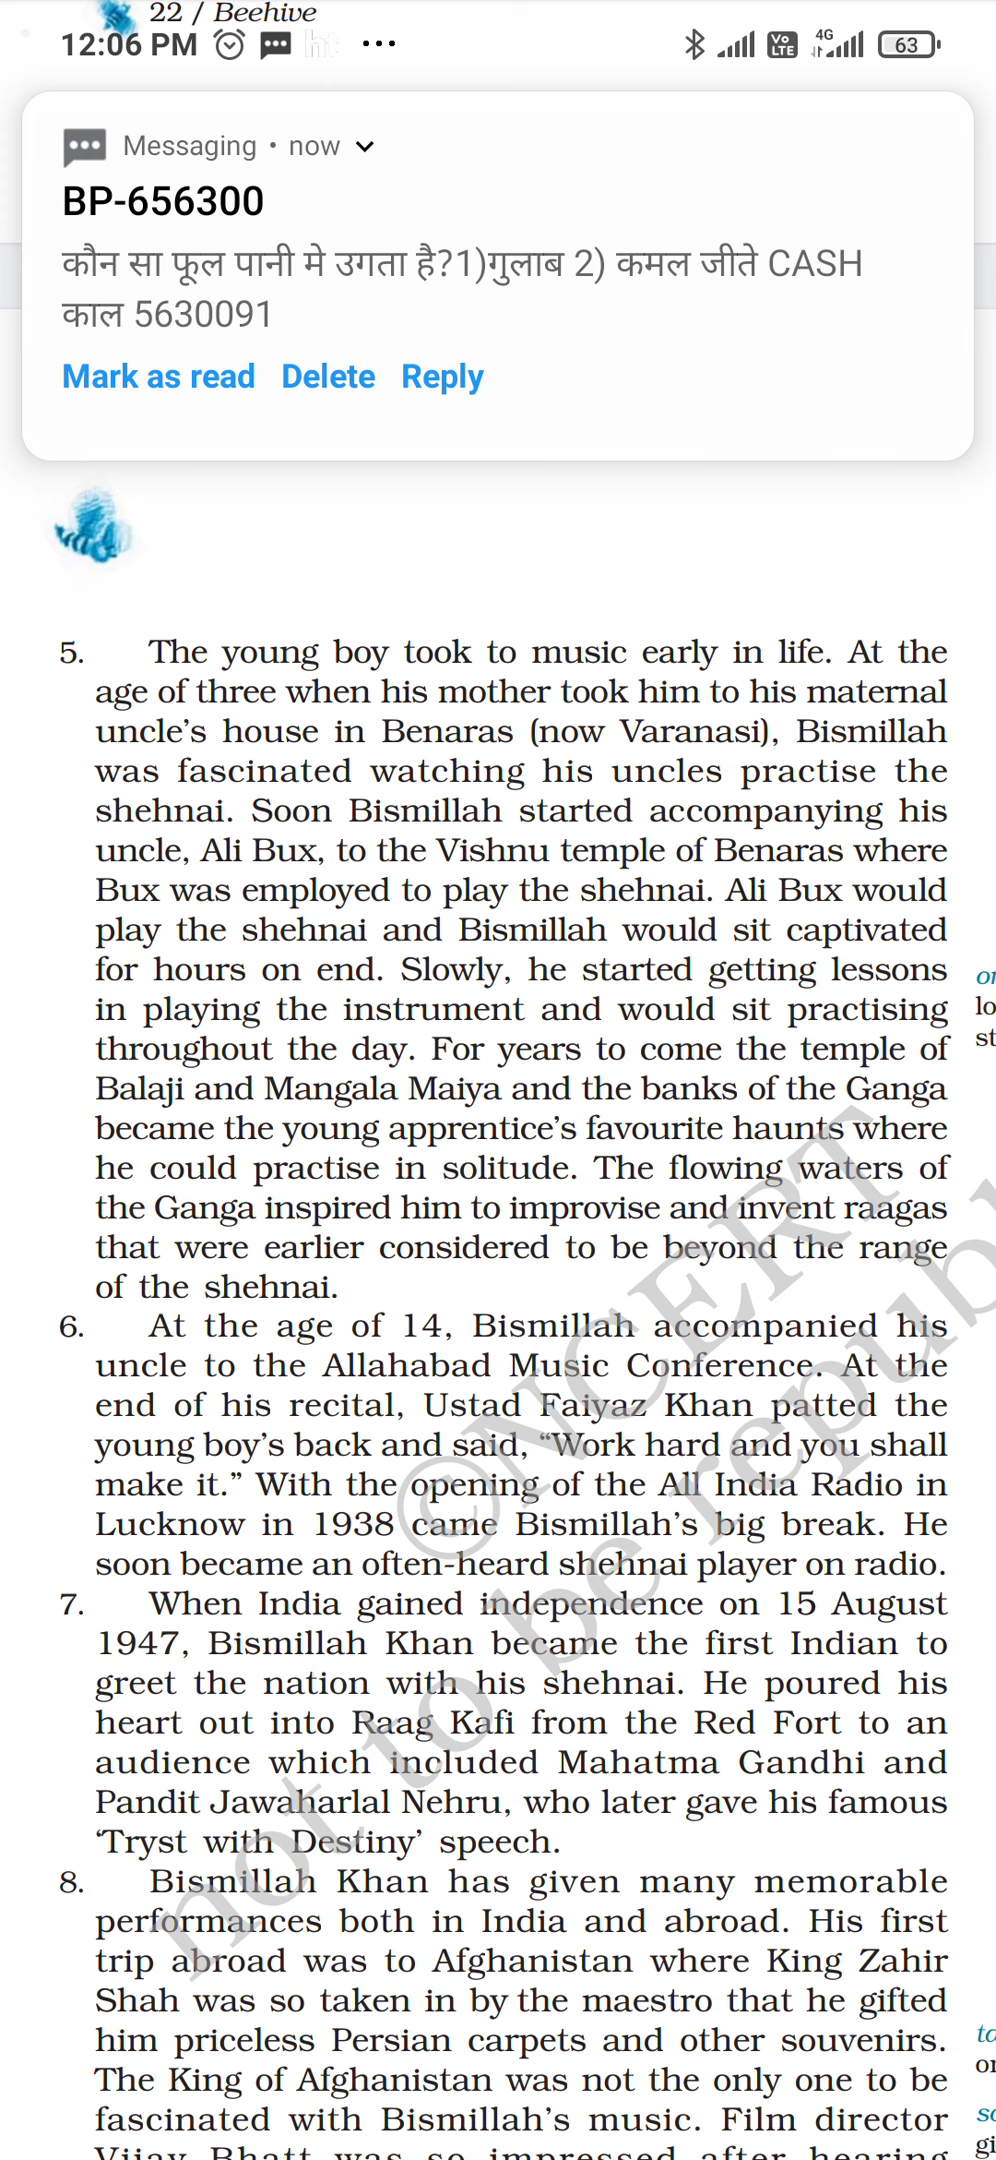 22 / Beehive
12:06 PM
Vo LTE 4G 63
Messaging • now
BP-656300
कौन सा फूल पानी मे उगता है?1)गुलाब 2) कमल जीते CASH
काल 5630091
Mark as read Delete Reply
5. The young boy took to music early in life. At the
age of three when his mother took him to his maternal
uncle’s house in Benaras (now Varanasi), Bismillah
was fascinated watching his uncles practise the
shehnai. Soon Bismillah started accompanying his
uncle, Ali Bux, to the Vishnu temple of Benaras where
Bux was employed to play the shehnai. Ali Bux would
play the shehnai and Bismillah would sit captivated
for hours on end. Slowly, he started getting lessons
in playing the instrument and would sit practising
throughout the day. For years to come the temple of
Balaji and Mangala Maiya and the banks of the Ganga
became the young apprentice’s favourite haunts where
he could practise in solitude. The flowing waters of
the Ganga inspired him to improvise and invent raagas
that were earlier considered to be beyond the range
of the shehnai.
6. At the age of 14, Bismillah accompanied his
uncle to the Allahabad Music Conference. At the
end of his recital, Ustad Faiyaz Khan patted the
young boy’s back and said, “Work hard and you shall
make it.” With the opening of the All India Radio in
Lucknow in 1938 came Bismillah’s big break. He
soon became an often-heard shehnai player on radio.
7. When India gained independence on 15 August
1947, Bismillah Khan became the first Indian to
greet the nation with his shehnai. He poured his
heart out into Raag Kafi from the Red Fort to an
audience which included Mahatma Gandhi and
Pandit Jawaharlal Nehru, who later gave his famous
‘Tryst with Destiny’ speech.
8. Bismillah Khan has given many memorable
performances both in India and abroad. His first
trip abroad was to Afghanistan where King Zahir
Shah was so taken in by the maestro that he gifted
him priceless Persian carpets and other souvenirs.
The King of Afghanistan was not the only one to be
fascinated with Bismillah’s music. Film director
Vijay Bhatt was so impressed after hearing
©NCERT
not to be repub